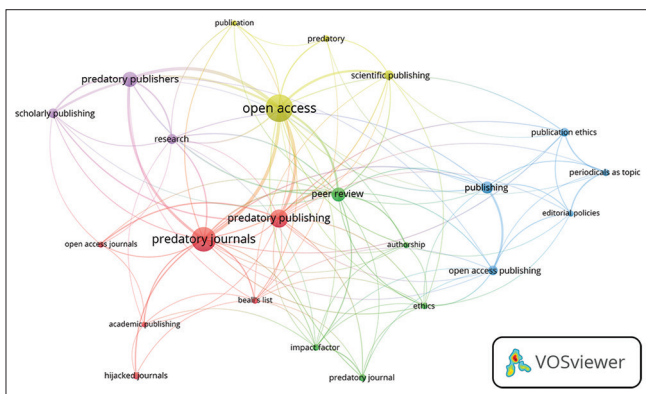 publication
predatory
predatory publishers
scientific publishing
open access
scholarly publishing
publication ethics
research
periodicals as topic
publishing
peer review
editorial policies
predatory publishing
predatory journals
open access journals
authorship
open access publishing
beall's list
ethics
academic publishing
impact factor
hijacked journals
predatory journal
VOSviewer